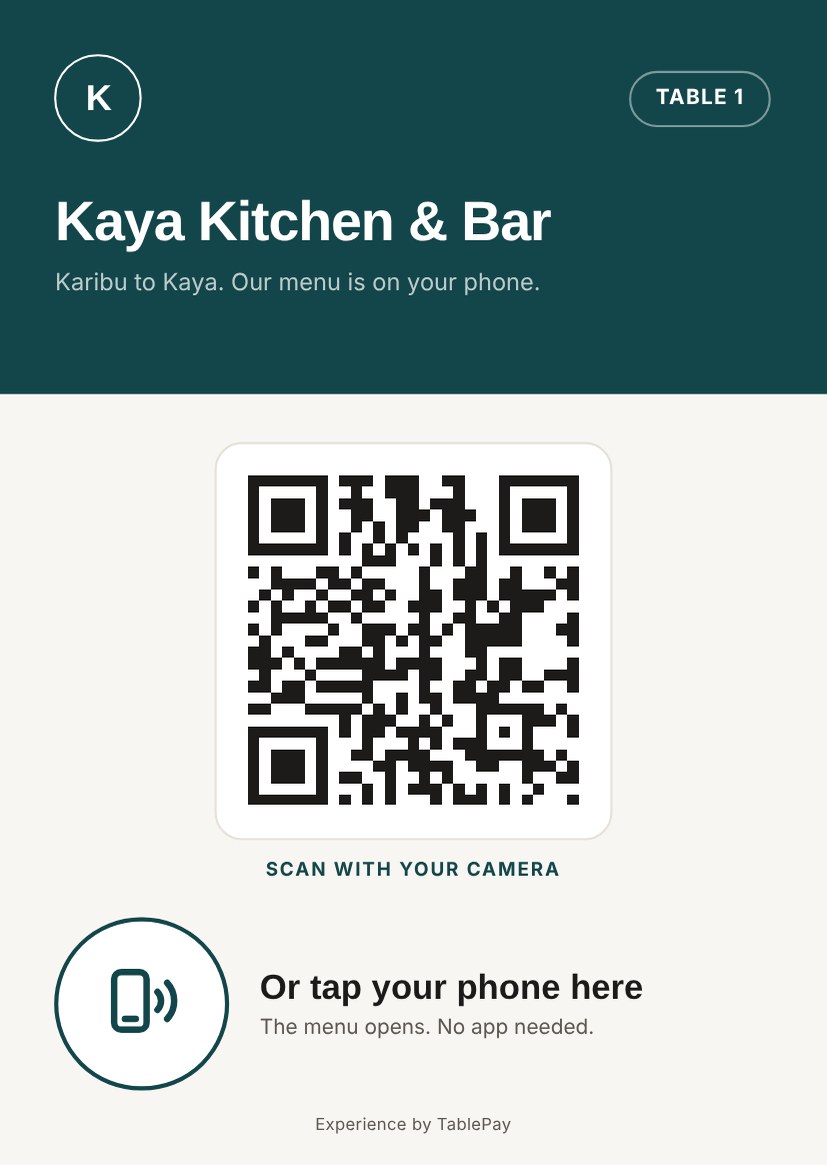 K
TABLE 1
Kaya Kitchen & Bar
Karibu to Kaya. Our menu is on your phone.
SCAN WITH YOUR CAMERA
Or tap your phone here
The menu opens. No app needed.
Experience by TablePay